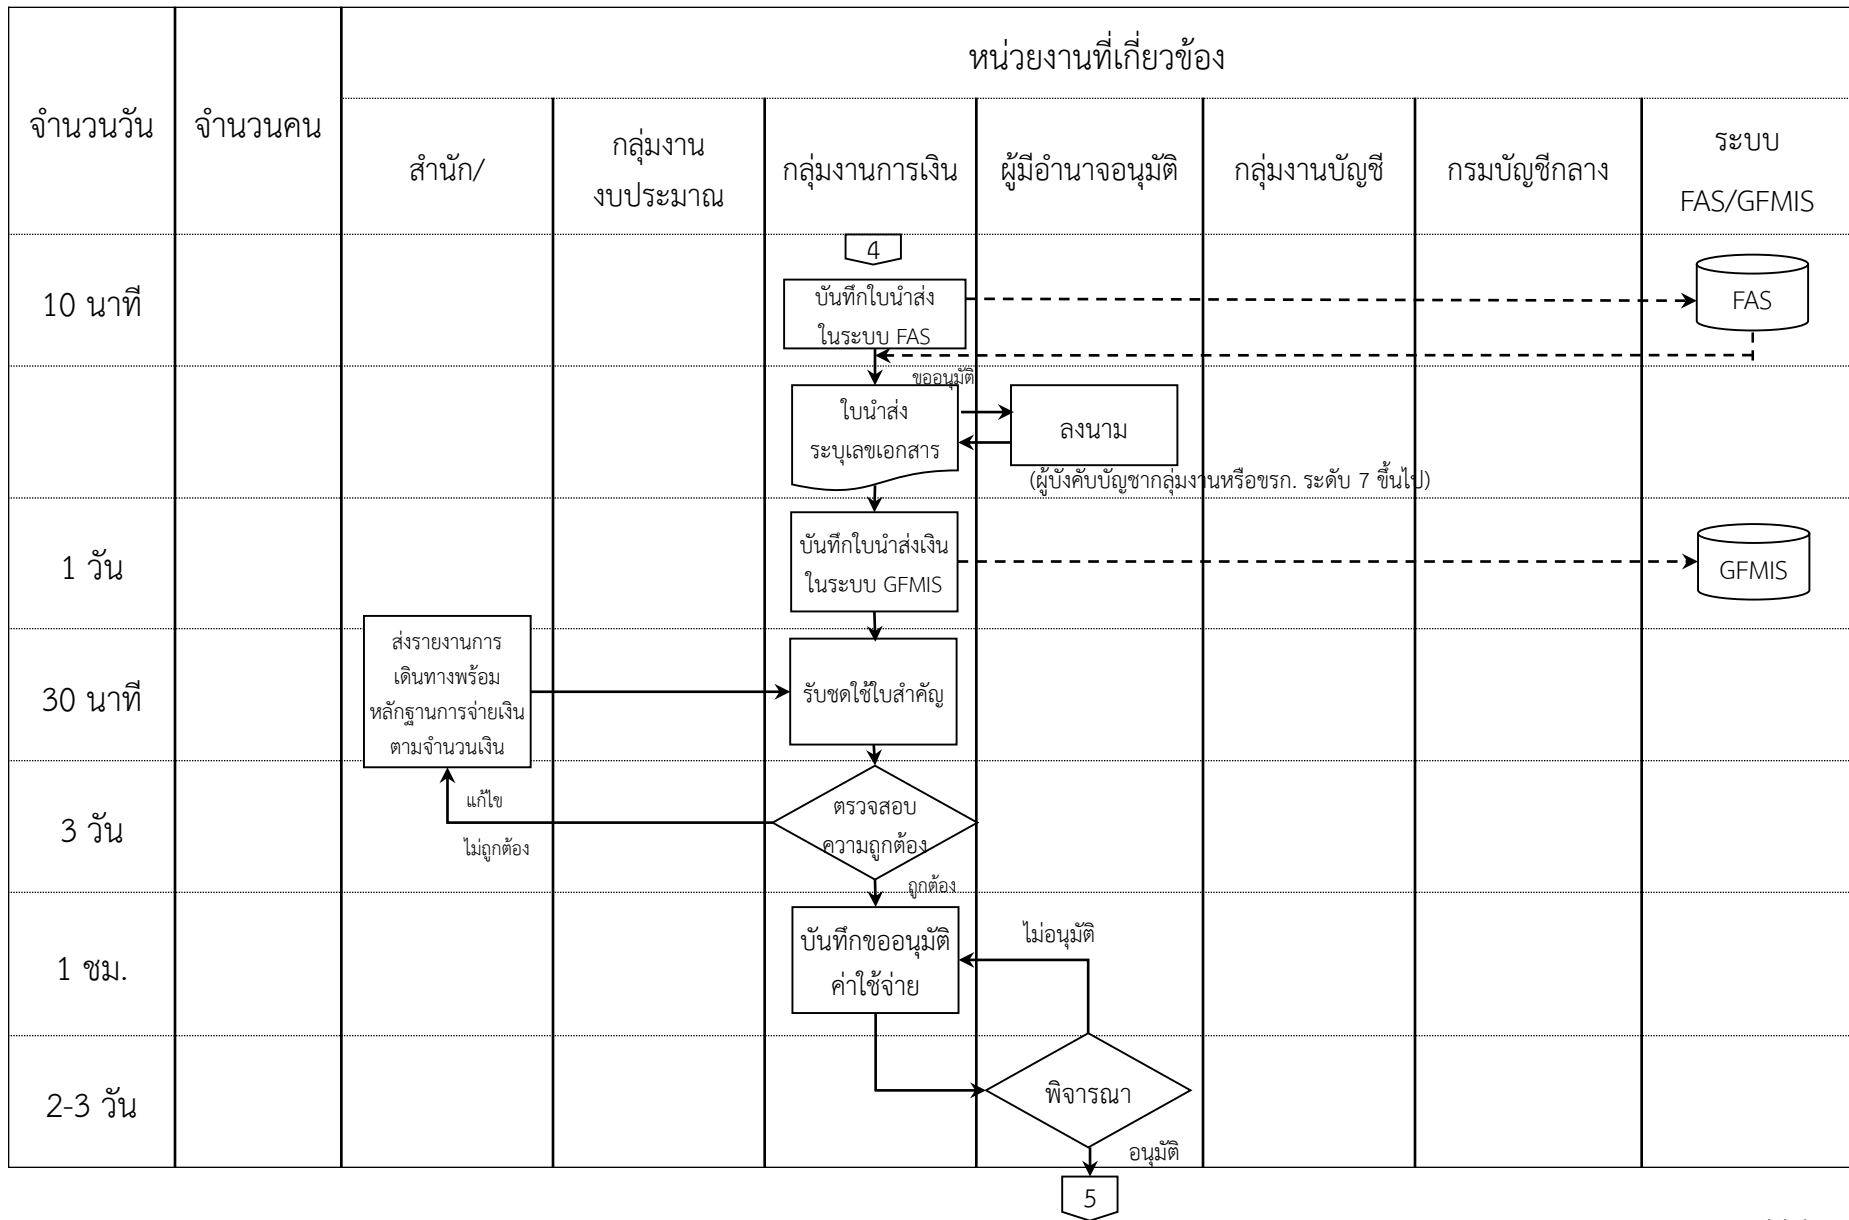 หน่วยงานที่เกี่ยวข้อง
จำนวนวัน
จำนวนคน
สำนัก/
กลุ่มงาน
งบประมาณ
กลุ่มงานการเงิน
ผู้มีอำนาจอนุมัติ
กลุ่มงานบัญชี
กรมบัญชีกลาง
ระบบ
FAS/GFMIS
4
10 นาที
บันทึกใบนำส่ง
ในระบบ FAS
FAS
ขออนุมัติ
ใบนำส่ง
ระบุเลขเอกสาร
ลงนาม
(ผู้บังคับบัญชากลุ่มงานหรือขรก. ระดับ 7 ขึ้นไป)
1 วัน
บันทึกใบนำส่งเงิน
ในระบบ GFMIS
GFMIS
30 นาที
ส่งรายงานการ
เดินทางพร้อม
หลักฐานการจ่ายเงิน
ตามจำนวนเงิน
รับชดใช้ใบสำคัญ
3 วัน
แก้ไข
ไม่ถูกต้อง
ตรวจสอบ
ความถูกต้อง
ถูกต้อง
1 ชม.
บันทึกขออนุมัติ
ค่าใช้จ่าย
ไม่อนุมัติ
2-3 วัน
พิจารณา
อนุมัติ
5